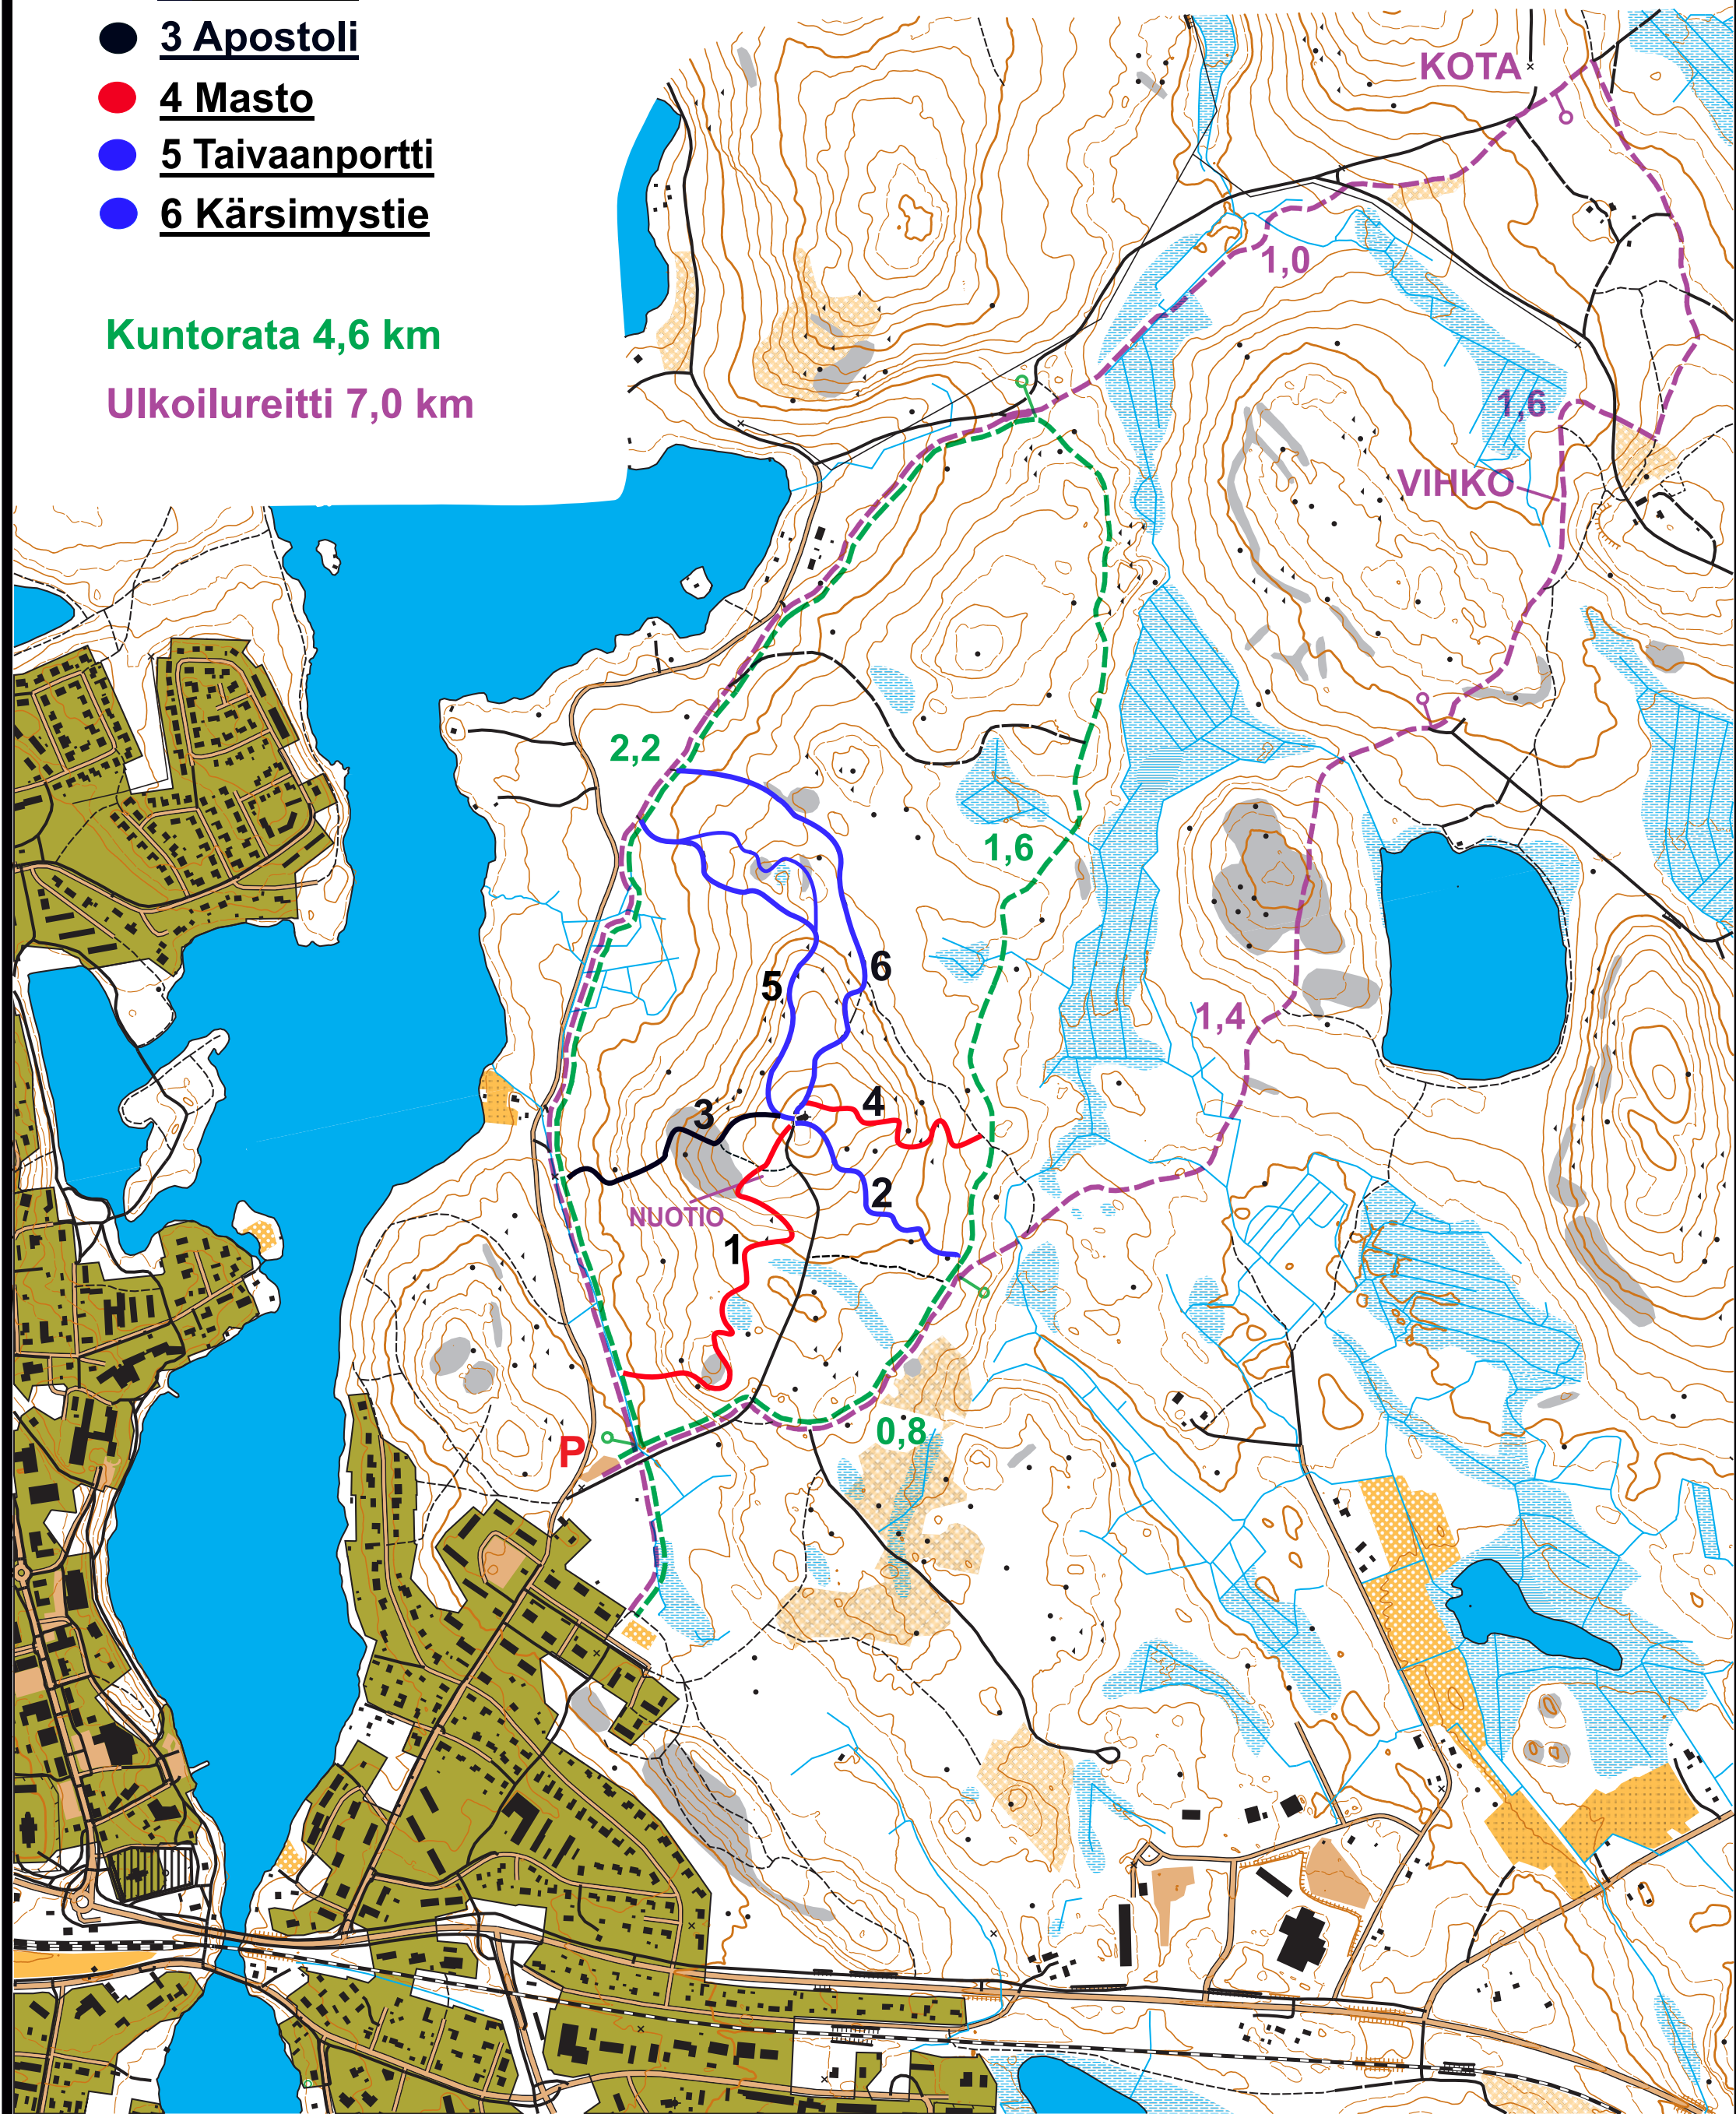 3 Apostoli
4 Masto
5 Taivaanportti
6 Kärsimystie
Kuntorata 4,6 km
Ulkoilureitti 7,0 km
KOTA
1,0
1,6
VIHKO
2,2
1,6
6
5
1,4
3
4
2
NUOTIO
1
0,8
P